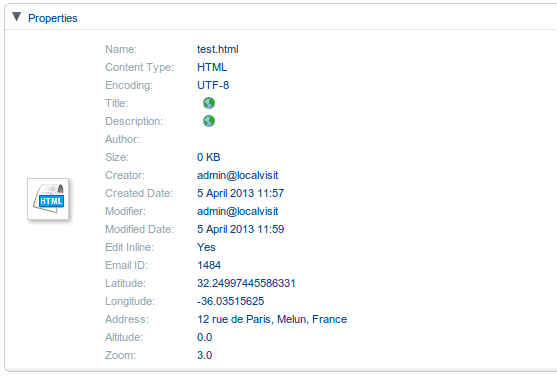 Properties
Name: test.html
Content Type: HTML
Encoding: UTF-8
Title:
Description:
Author:
Size: 0 KB
Creator: admin@localvisit
Created Date: 5 April 2013 11:57
Modifier: admin@localvisit
Modified Date: 5 April 2013 11:59
Edit Inline: Yes
Email ID: 1484
Latitude: 32.24997445586331
Longitude: -36.03515625
Address: 12 rue de Paris, Melun, France
Altitude: 0.0
Zoom: 3.0
HTML